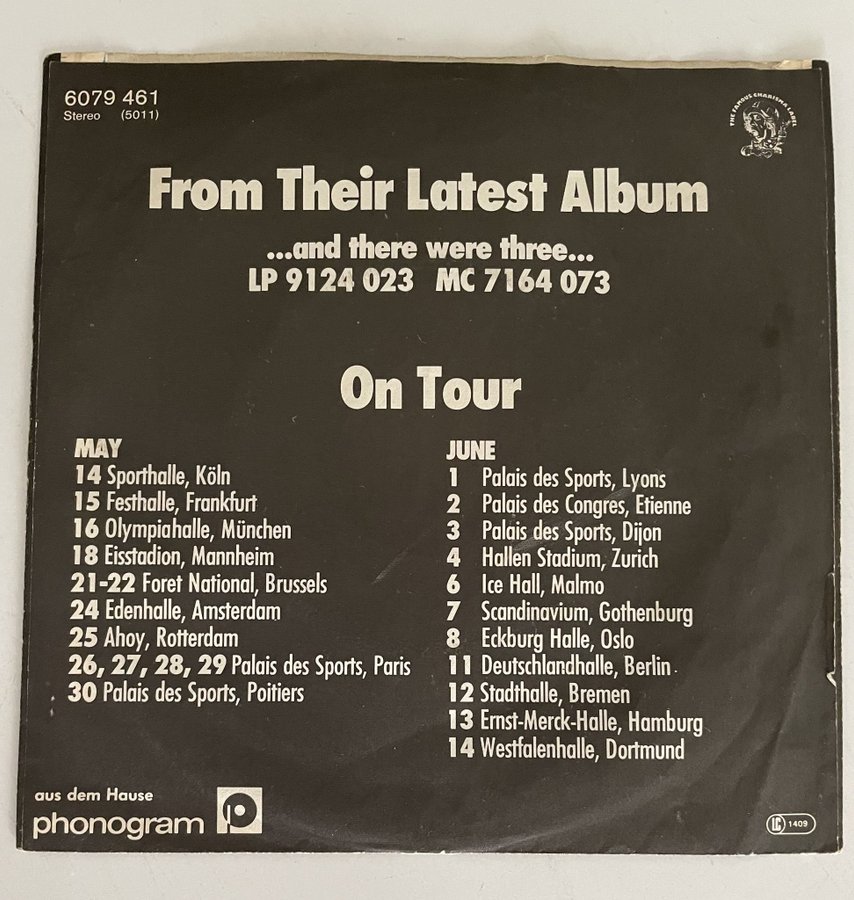 6079 461
Stereo (5011)
THE FAMOUS CHARISMA LABEL
From Their Latest Album
...and there were three...
LP 9124 023 MC 7164 073
On Tour
MAY
14 Sporthalle, Köln
15 Festhalle, Frankfurt
16 Olympiahalle, München
18 Eisstadion, Mannheim
21-22 Foret National, Brussels
24 Edenhalle, Amsterdam
25 Ahoy, Rotterdam
26, 27, 28, 29 Palais des Sports, Paris
30 Palais des Sports, Poitiers
JUNE
1 Palais des Sports, Lyons
2 Palais des Congres, Etienne
3 Palais des Sports, Dijon
4 Hallen Stadium, Zurich
6 Ice Hall, Malmo
7 Scandinavium, Gothenburg
8 Eckburg Halle, Oslo
11 Deutschlandhalle, Berlin
12 Stadthalle, Bremen
13 Ernst-Merck-Halle, Hamburg
14 Westfalenhalle, Dortmund
aus dem Hause
phonogram
LC 1409